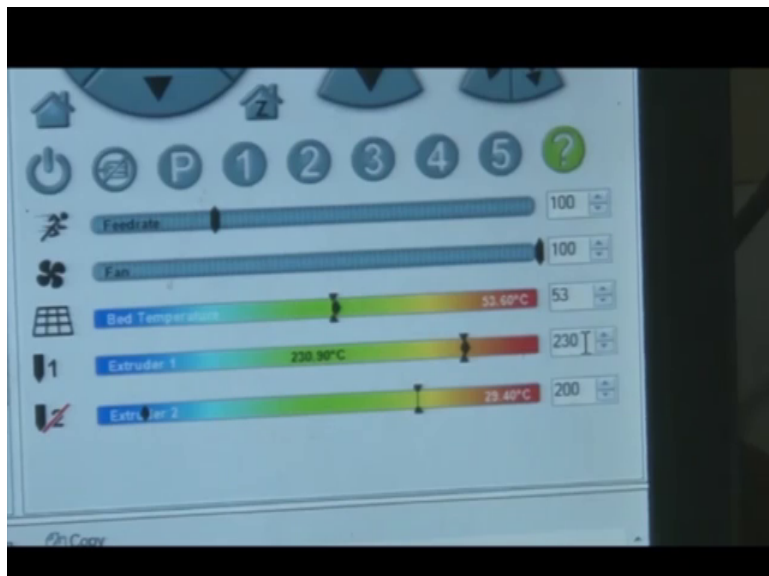 Z
P 1 2 3 4 5 ?
Feedrate 100
Fan 100
Bed Temperature 53.60°C 53
1 Extruder 1 230.90°C 230
2 Extruder 2 29.40°C 200
Copy